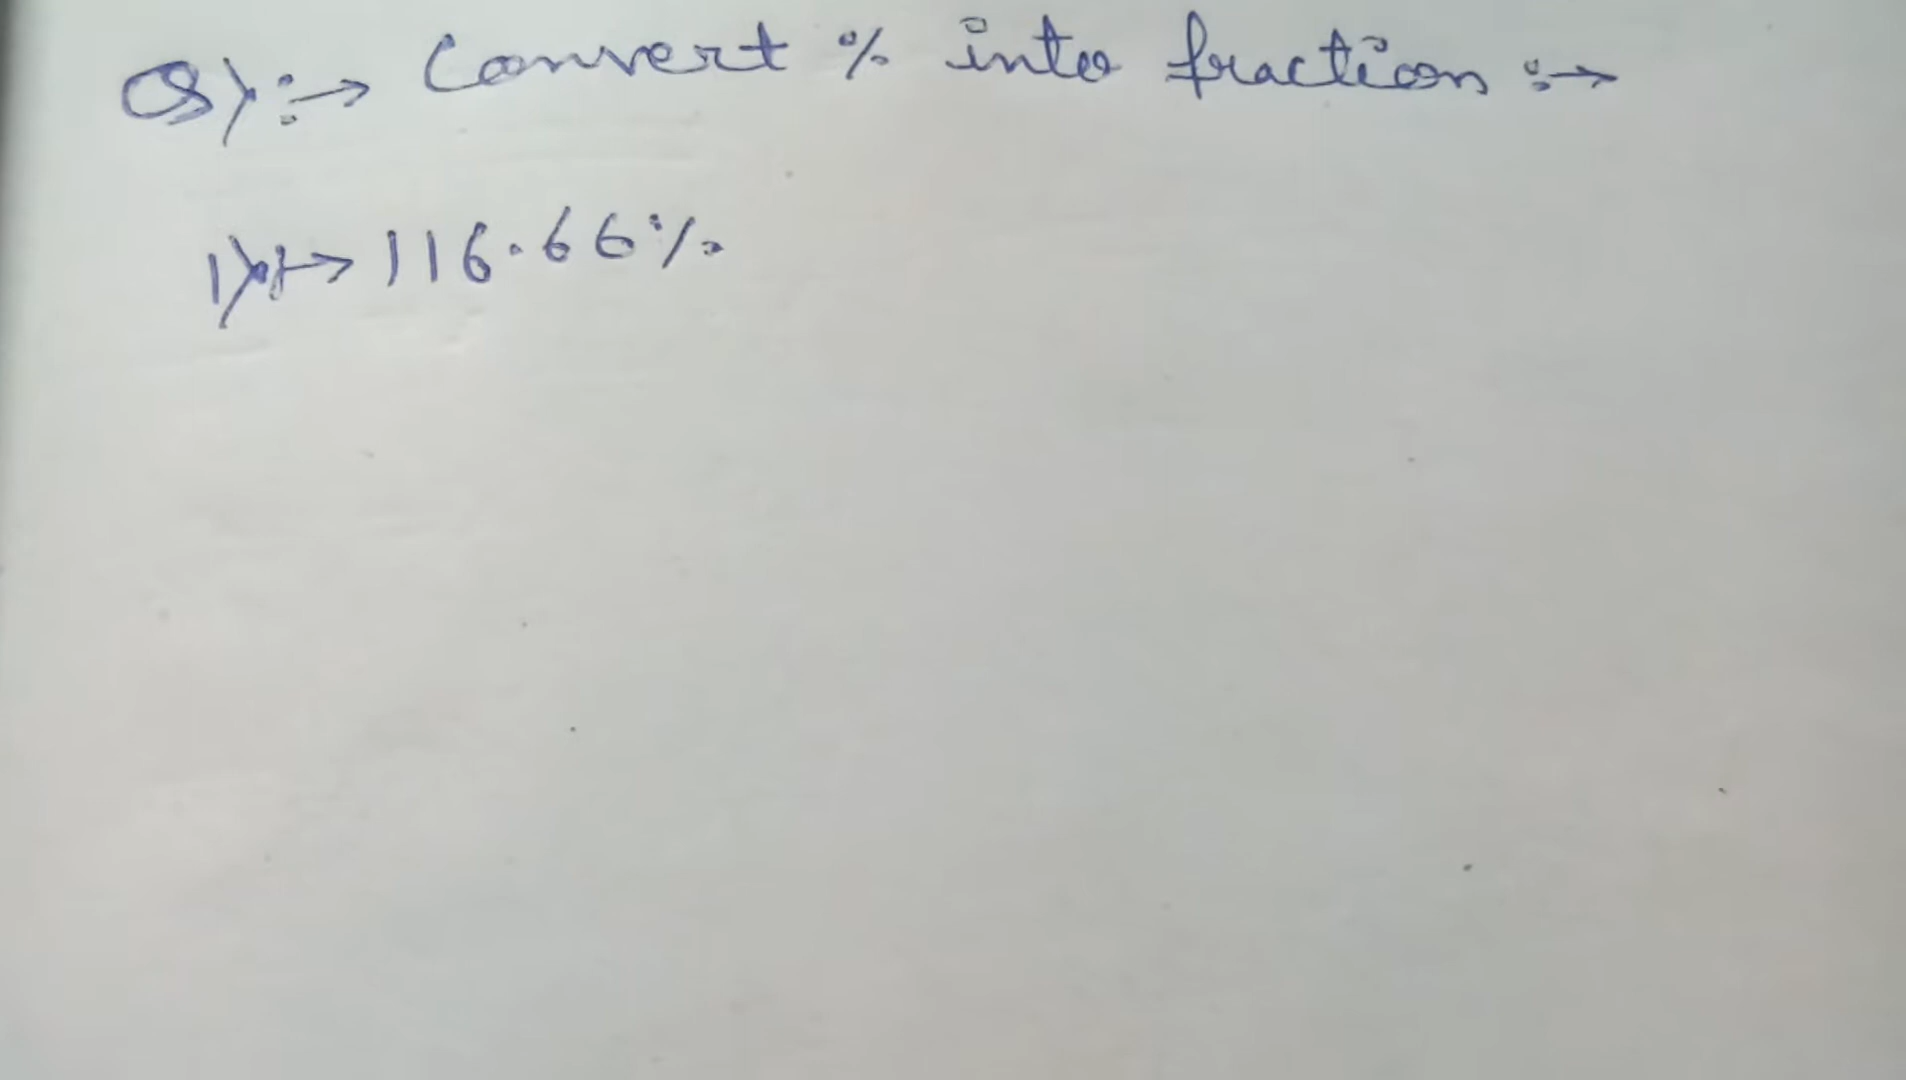 Q):→ Convert % into fraction :→
1):→ 116.66%